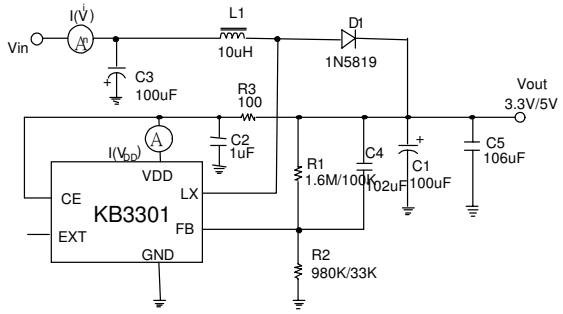 I(Vi)
L1
D1
Vin
A
10uH
1N5819
C3
100uF
R3
100
Vout
3.3V/5V
A
I(VDD)
C2
1uF
VDD
R1
1.6M/100K
C4
102uF
C1
100uF
C5
106uF
CE
LX
KB3301
EXT
FB
GND
R2
980K/33K